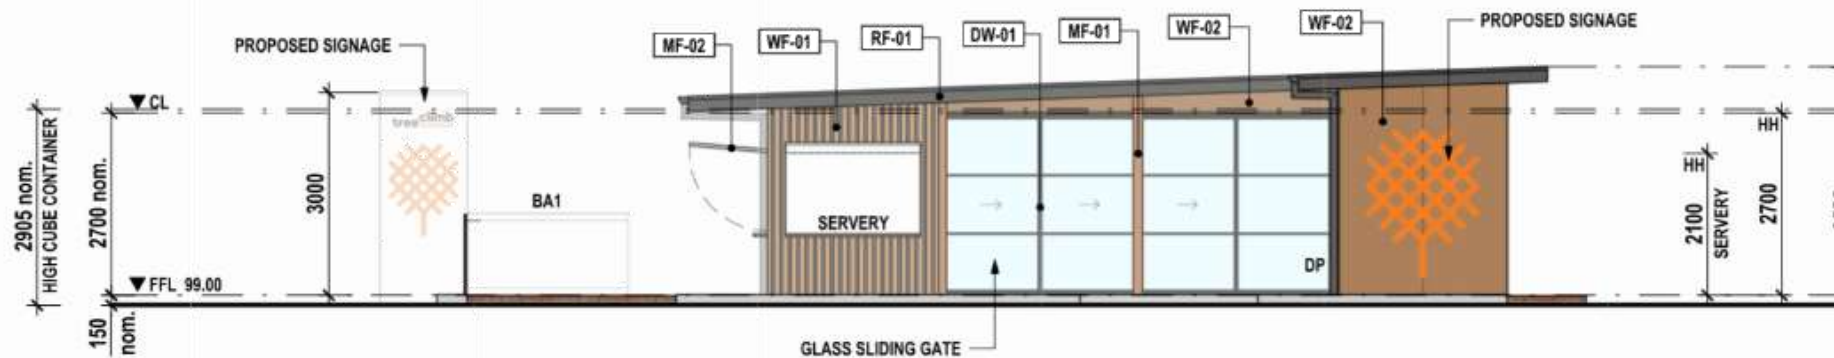 PROPOSED SIGNAGE
MF-02
WF-01
RF-01
DW-01
MF-01
WF-02
WF-02
PROPOSED SIGNAGE
CL
treeclimb
2905 nom.
HIGH CUBE CONTAINER
2700 nom.
3000
BA1
SERVERY
HH
2100
SERVERY
HH
2700
FFL 99.00
DP
150
nom.
GLASS SLIDING GATE